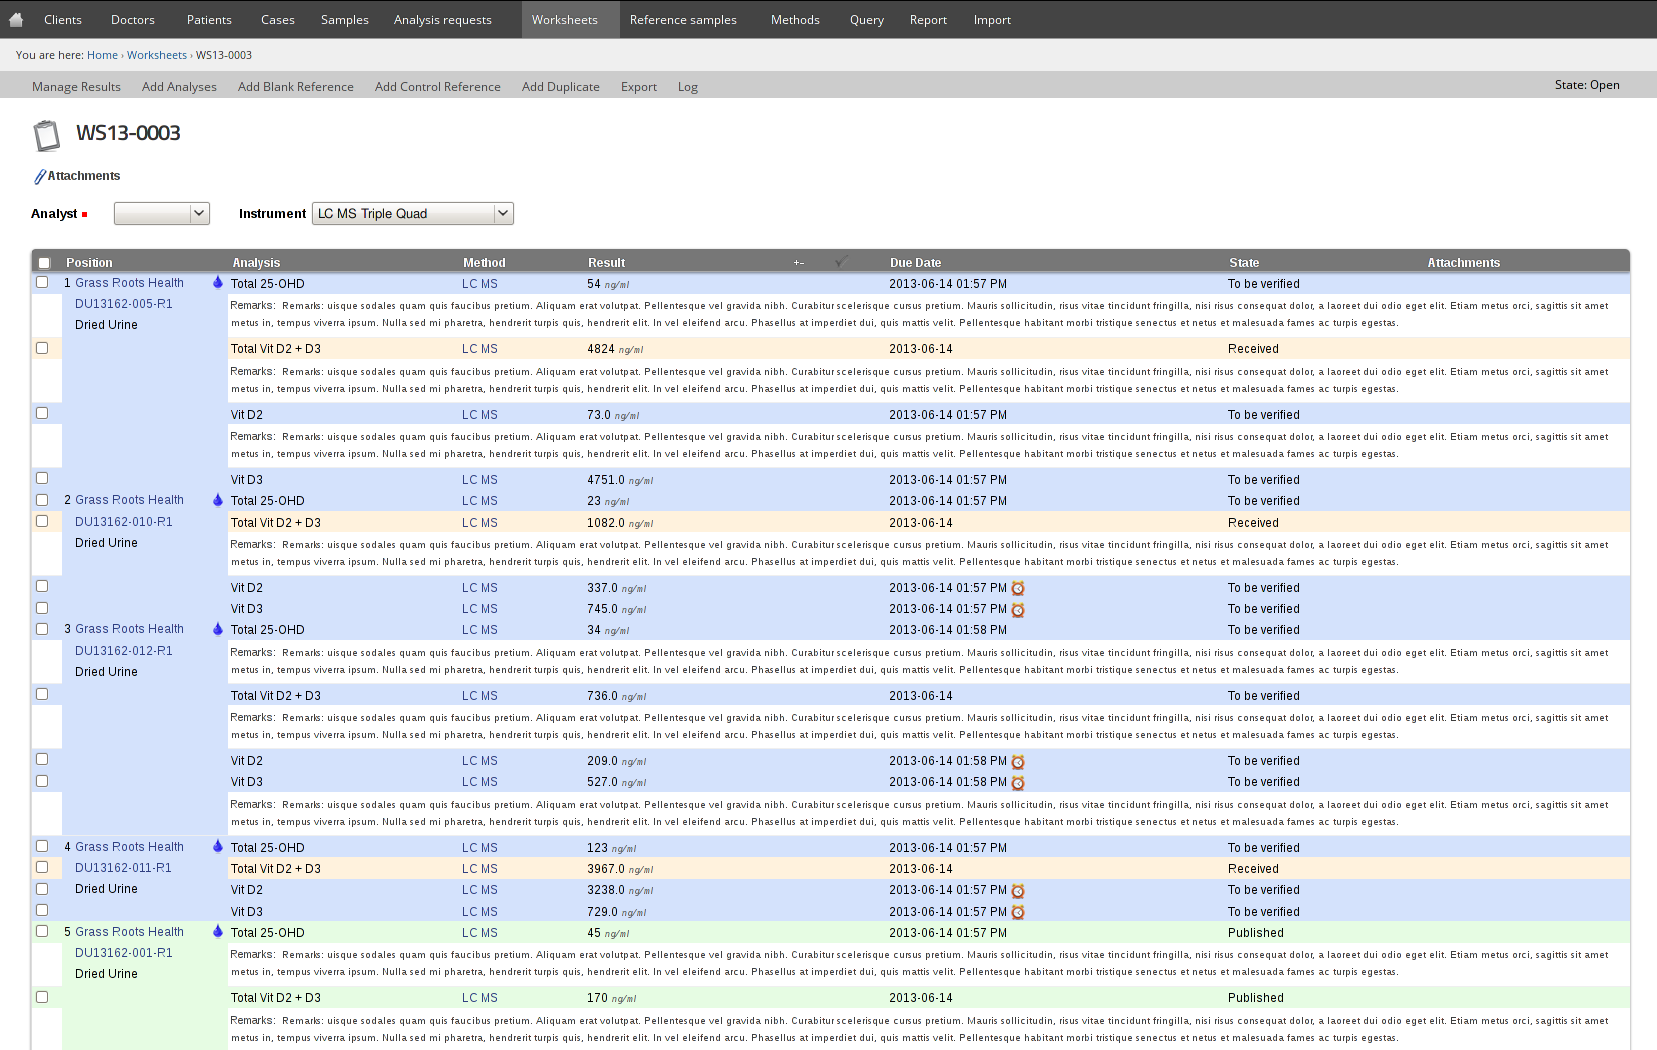 Clients Doctors Patients Cases Samples Analysis requests Worksheets Reference samples Methods Query Report Import
You are here: Home › Worksheets › WS13-0003
Manage Results Add Analyses Add Blank Reference Add Control Reference Add Duplicate Export Log State: Open
WS13-0003
Attachments
Analyst Instrument LC MS Triple Quad
Position Analysis Method Result +- Due Date State Attachments
1 Grass Roots Health Total 25-OHD LC MS 54 ng/ml 2013-06-14 01:57 PM To be verified
DU13162-005-R1 Remarks: Remarks: uisque sodales quam quis faucibus pretium. Aliquam erat volutpat. Pellentesque vel gravida nibh. Curabitur scelerisque cursus pretium. Mauris sollicitudin, risus vitae tincidunt fringilla, nisi risus consequat dolor, a laoreet dui odio eget elit. Etiam metus orci, sagittis sit amet
Dried Urine metus in, tempus viverra ipsum. Nulla sed mi pharetra, hendrerit turpis quis, hendrerit elit. In vel eleifend arcu. Phasellus at imperdiet dui, quis mattis velit. Pellentesque habitant morbi tristique senectus et netus et malesuada fames ac turpis egestas.
Total Vit D2 + D3 LC MS 4824 ng/ml 2013-06-14 Received
Remarks: Remarks: uisque sodales quam quis faucibus pretium. Aliquam erat volutpat. Pellentesque vel gravida nibh. Curabitur scelerisque cursus pretium. Mauris sollicitudin, risus vitae tincidunt fringilla, nisi risus consequat dolor, a laoreet dui odio eget elit. Etiam metus orci, sagittis sit amet
metus in, tempus viverra ipsum. Nulla sed mi pharetra, hendrerit turpis quis, hendrerit elit. In vel eleifend arcu. Phasellus at imperdiet dui, quis mattis velit. Pellentesque habitant morbi tristique senectus et netus et malesuada fames ac turpis egestas.
Vit D2 LC MS 73.0 ng/ml 2013-06-14 01:57 PM To be verified
Remarks: Remarks: uisque sodales quam quis faucibus pretium. Aliquam erat volutpat. Pellentesque vel gravida nibh. Curabitur scelerisque cursus pretium. Mauris sollicitudin, risus vitae tincidunt fringilla, nisi risus consequat dolor, a laoreet dui odio eget elit. Etiam metus orci, sagittis sit amet
metus in, tempus viverra ipsum. Nulla sed mi pharetra, hendrerit turpis quis, hendrerit elit. In vel eleifend arcu. Phasellus at imperdiet dui, quis mattis velit. Pellentesque habitant morbi tristique senectus et netus et malesuada fames ac turpis egestas.
Vit D3 LC MS 4751.0 ng/ml 2013-06-14 01:57 PM To be verified
2 Grass Roots Health Total 25-OHD LC MS 23 ng/ml 2013-06-14 01:57 PM To be verified
DU13162-010-R1 Total Vit D2 + D3 LC MS 1082.0 ng/ml 2013-06-14 Received
Dried Urine Remarks: Remarks: uisque sodales quam quis faucibus pretium. Aliquam erat volutpat. Pellentesque vel gravida nibh. Curabitur scelerisque cursus pretium. Mauris sollicitudin, risus vitae tincidunt fringilla, nisi risus consequat dolor, a laoreet dui odio eget elit. Etiam metus orci, sagittis sit amet
metus in, tempus viverra ipsum. Nulla sed mi pharetra, hendrerit turpis quis, hendrerit elit. In vel eleifend arcu. Phasellus at imperdiet dui, quis mattis velit. Pellentesque habitant morbi tristique senectus et netus et malesuada fames ac turpis egestas.
Vit D2 LC MS 337.0 ng/ml 2013-06-14 01:57 PM To be verified
Vit D3 LC MS 745.0 ng/ml 2013-06-14 01:57 PM To be verified
3 Grass Roots Health Total 25-OHD LC MS 34 ng/ml 2013-06-14 01:58 PM To be verified
DU13162-012-R1 Remarks: Remarks: uisque sodales quam quis faucibus pretium. Aliquam erat volutpat. Pellentesque vel gravida nibh. Curabitur scelerisque cursus pretium. Mauris sollicitudin, risus vitae tincidunt fringilla, nisi risus consequat dolor, a laoreet dui odio eget elit. Etiam metus orci, sagittis sit amet
Dried Urine metus in, tempus viverra ipsum. Nulla sed mi pharetra, hendrerit turpis quis, hendrerit elit. In vel eleifend arcu. Phasellus at imperdiet dui, quis mattis velit. Pellentesque habitant morbi tristique senectus et netus et malesuada fames ac turpis egestas.
Total Vit D2 + D3 LC MS 736.0 ng/ml 2013-06-14 To be verified
Remarks: Remarks: uisque sodales quam quis faucibus pretium. Aliquam erat volutpat. Pellentesque vel gravida nibh. Curabitur scelerisque cursus pretium. Mauris sollicitudin, risus vitae tincidunt fringilla, nisi risus consequat dolor, a laoreet dui odio eget elit. Etiam metus orci, sagittis sit amet
metus in, tempus viverra ipsum. Nulla sed mi pharetra, hendrerit turpis quis, hendrerit elit. In vel eleifend arcu. Phasellus at imperdiet dui, quis mattis velit. Pellentesque habitant morbi tristique senectus et netus et malesuada fames ac turpis egestas.
Vit D2 LC MS 209.0 ng/ml 2013-06-14 01:58 PM To be verified
Vit D3 LC MS 527.0 ng/ml 2013-06-14 01:58 PM To be verified
Remarks: Remarks: uisque sodales quam quis faucibus pretium. Aliquam erat volutpat. Pellentesque vel gravida nibh. Curabitur scelerisque cursus pretium. Mauris sollicitudin, risus vitae tincidunt fringilla, nisi risus consequat dolor, a laoreet dui odio eget elit. Etiam metus orci, sagittis sit amet
metus in, tempus viverra ipsum. Nulla sed mi pharetra, hendrerit turpis quis, hendrerit elit. In vel eleifend arcu. Phasellus at imperdiet dui, quis mattis velit. Pellentesque habitant morbi tristique senectus et netus et malesuada fames ac turpis egestas.
4 Grass Roots Health Total 25-OHD LC MS 123 ng/ml 2013-06-14 01:57 PM To be verified
DU13162-011-R1 Total Vit D2 + D3 LC MS 3967.0 ng/ml 2013-06-14 Received
Dried Urine Vit D2 LC MS 3238.0 ng/ml 2013-06-14 01:57 PM To be verified
Vit D3 LC MS 729.0 ng/ml 2013-06-14 01:57 PM To be verified
5 Grass Roots Health Total 25-OHD LC MS 45 ng/ml 2013-06-14 01:57 PM Published
DU13162-001-R1 Remarks: Remarks: uisque sodales quam quis faucibus pretium. Aliquam erat volutpat. Pellentesque vel gravida nibh. Curabitur scelerisque cursus pretium. Mauris sollicitudin, risus vitae tincidunt fringilla, nisi risus consequat dolor, a laoreet dui odio eget elit. Etiam metus orci, sagittis sit amet
Dried Urine metus in, tempus viverra ipsum. Nulla sed mi pharetra, hendrerit turpis quis, hendrerit elit. In vel eleifend arcu. Phasellus at imperdiet dui, quis mattis velit. Pellentesque habitant morbi tristique senectus et netus et malesuada fames ac turpis egestas.
Total Vit D2 + D3 LC MS 170 ng/ml 2013-06-14 Published
Remarks: Remarks: uisque sodales quam quis faucibus pretium. Aliquam erat volutpat. Pellentesque vel gravida nibh. Curabitur scelerisque cursus pretium. Mauris sollicitudin, risus vitae tincidunt fringilla, nisi risus consequat dolor, a laoreet dui odio eget elit. Etiam metus orci, sagittis sit amet
metus in, tempus viverra ipsum. Nulla sed mi pharetra, hendrerit turpis quis, hendrerit elit. In vel eleifend arcu. Phasellus at imperdiet dui, quis mattis velit. Pellentesque habitant morbi tristique senectus et netus et malesuada fames ac turpis egestas.